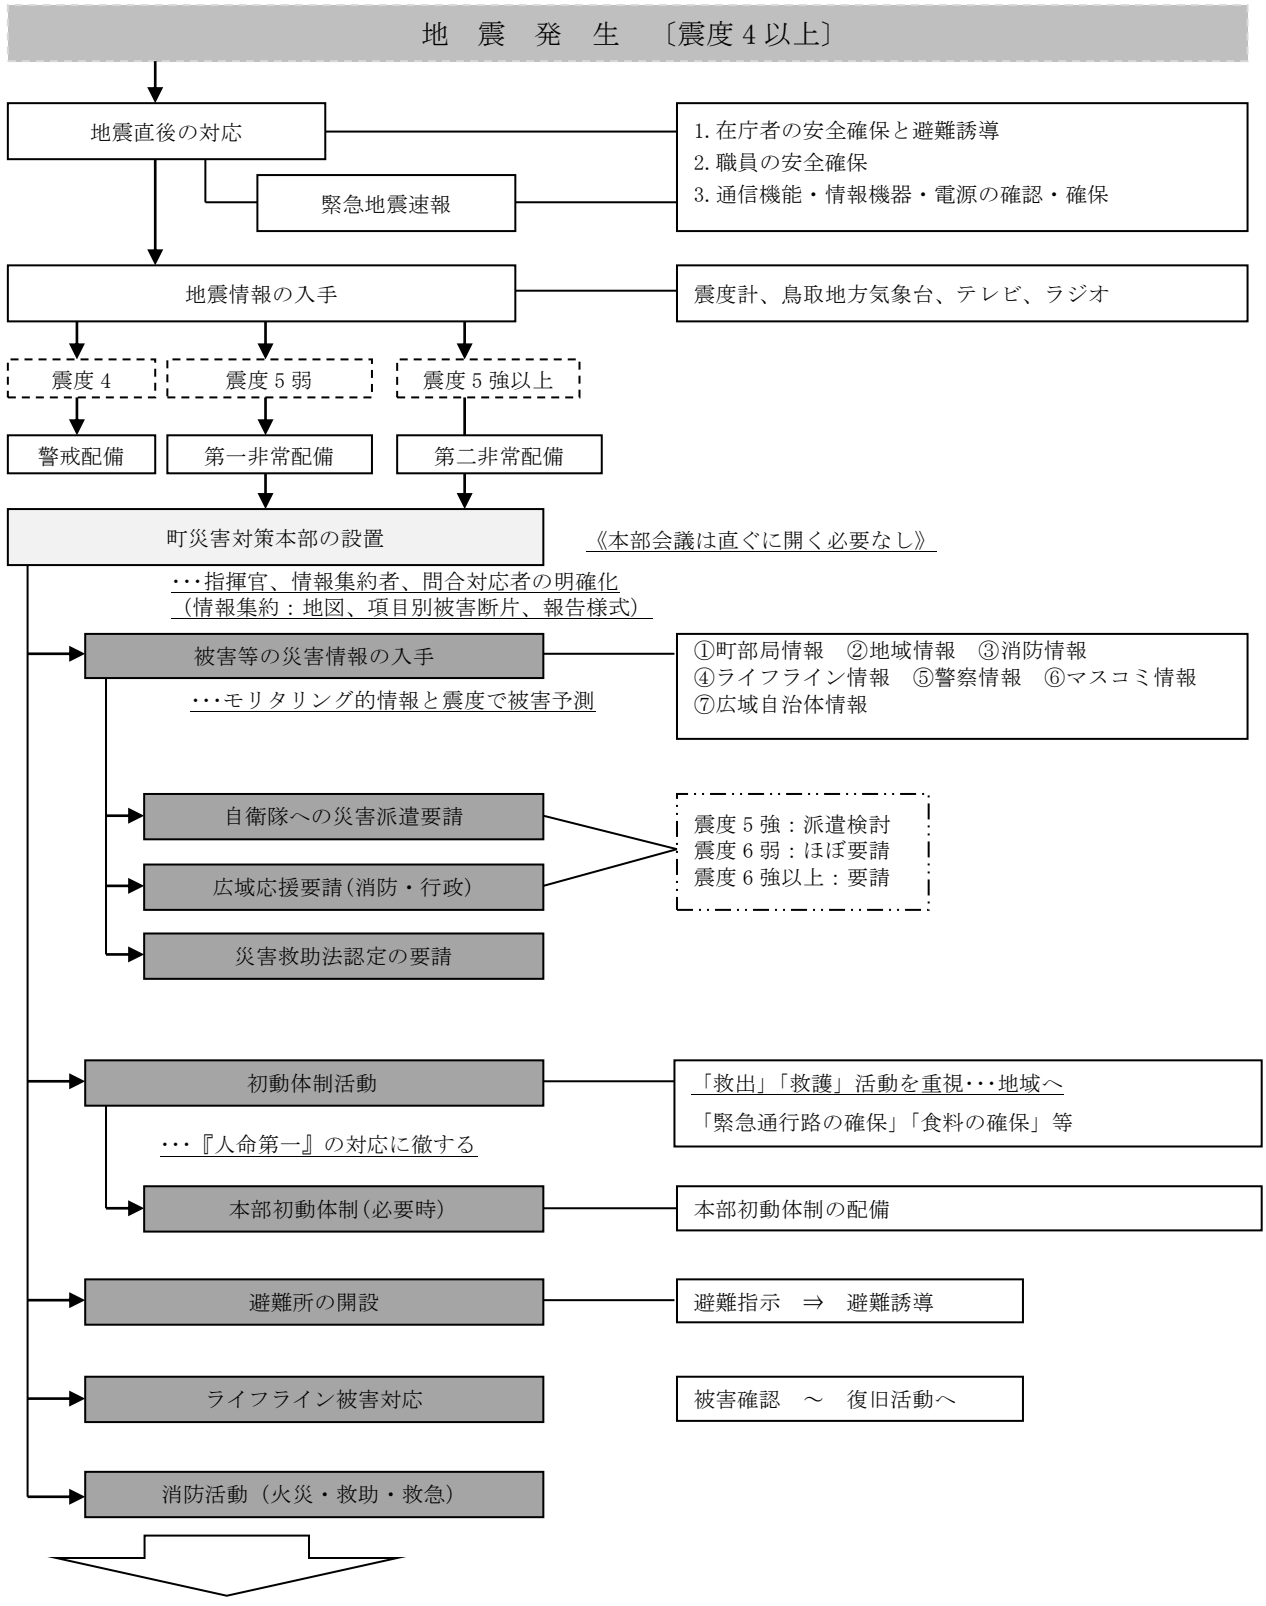 地　震　発　生　〔震度４以上〕
地震直後の対応
1.在庁者の安全確保と避難誘導
2.職員の安全確保
3.通信機能・情報機器・電源の確認・確保
緊急地震速報
地震情報の入手
震度計、鳥取地方気象台、テレビ、ラジオ
震度４
震度５弱
震度５強以上
警戒配備
第一非常配備
第二非常配備
町災害対策本部の設置
《本部会議は直ぐに開く必要なし》
･･･指揮官、情報集約者、問合対応者の明確化
（情報集約：地図、項目別被害断片、報告様式）
被害等の災害情報の入手
①町部局情報　②地域情報　③消防情報
④ライフライン情報　⑤警察情報　⑥マスコミ情報
⑦広域自治体情報
･･･モリタリング的情報と震度で被害予測
自衛隊への災害派遣要請
広域応援要請(消防・行政)
災害救助法認定の要請
震度５強：派遣検討
震度６弱：ほぼ要請
震度６強以上：要請
初動体制活動
「救出」「救護」活動を重視･･･地域へ
「緊急通行路の確保」「食料の確保」等
･･･『人命第一』の対応に徹する
本部初動体制(必要時)
本部初動体制の配備
避難所の開設
避難指示　⇒　避難誘導
ライフライン被害対応
被害確認　～　復旧活動へ
消防活動（火災・救助・救急）